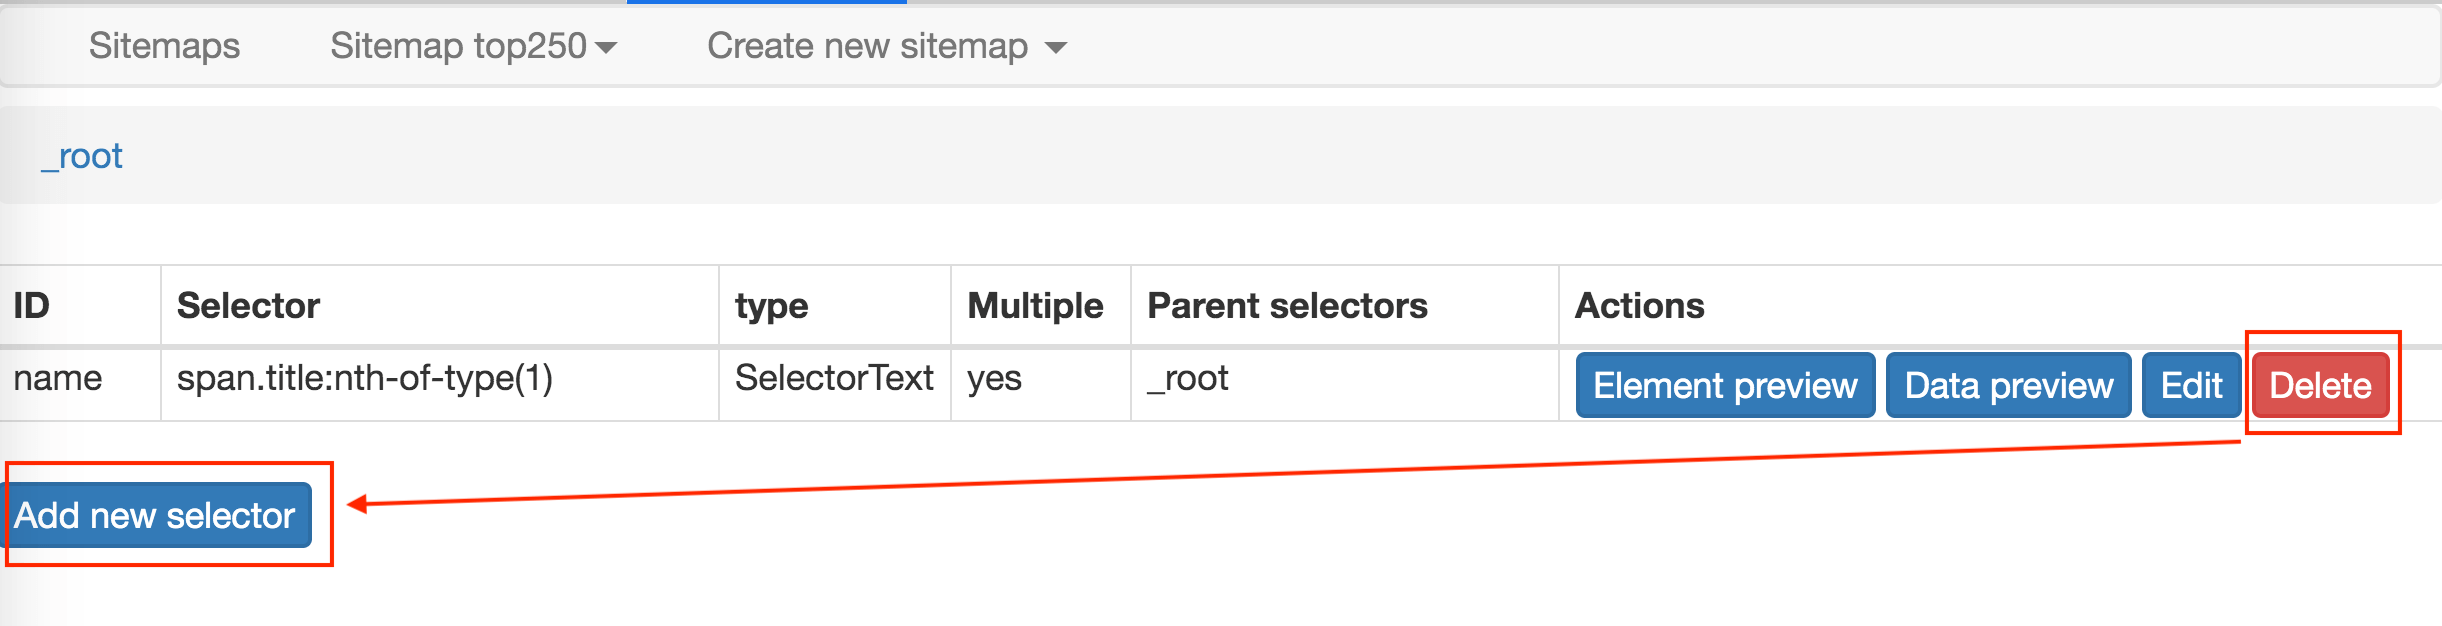 Sitemaps Sitemap top250 Create new sitemap
_root
ID Selector type Multiple Parent selectors Actions
name span.title:nth-of-type(1) SelectorText yes _root Element preview Data preview Edit Delete
Add new selector